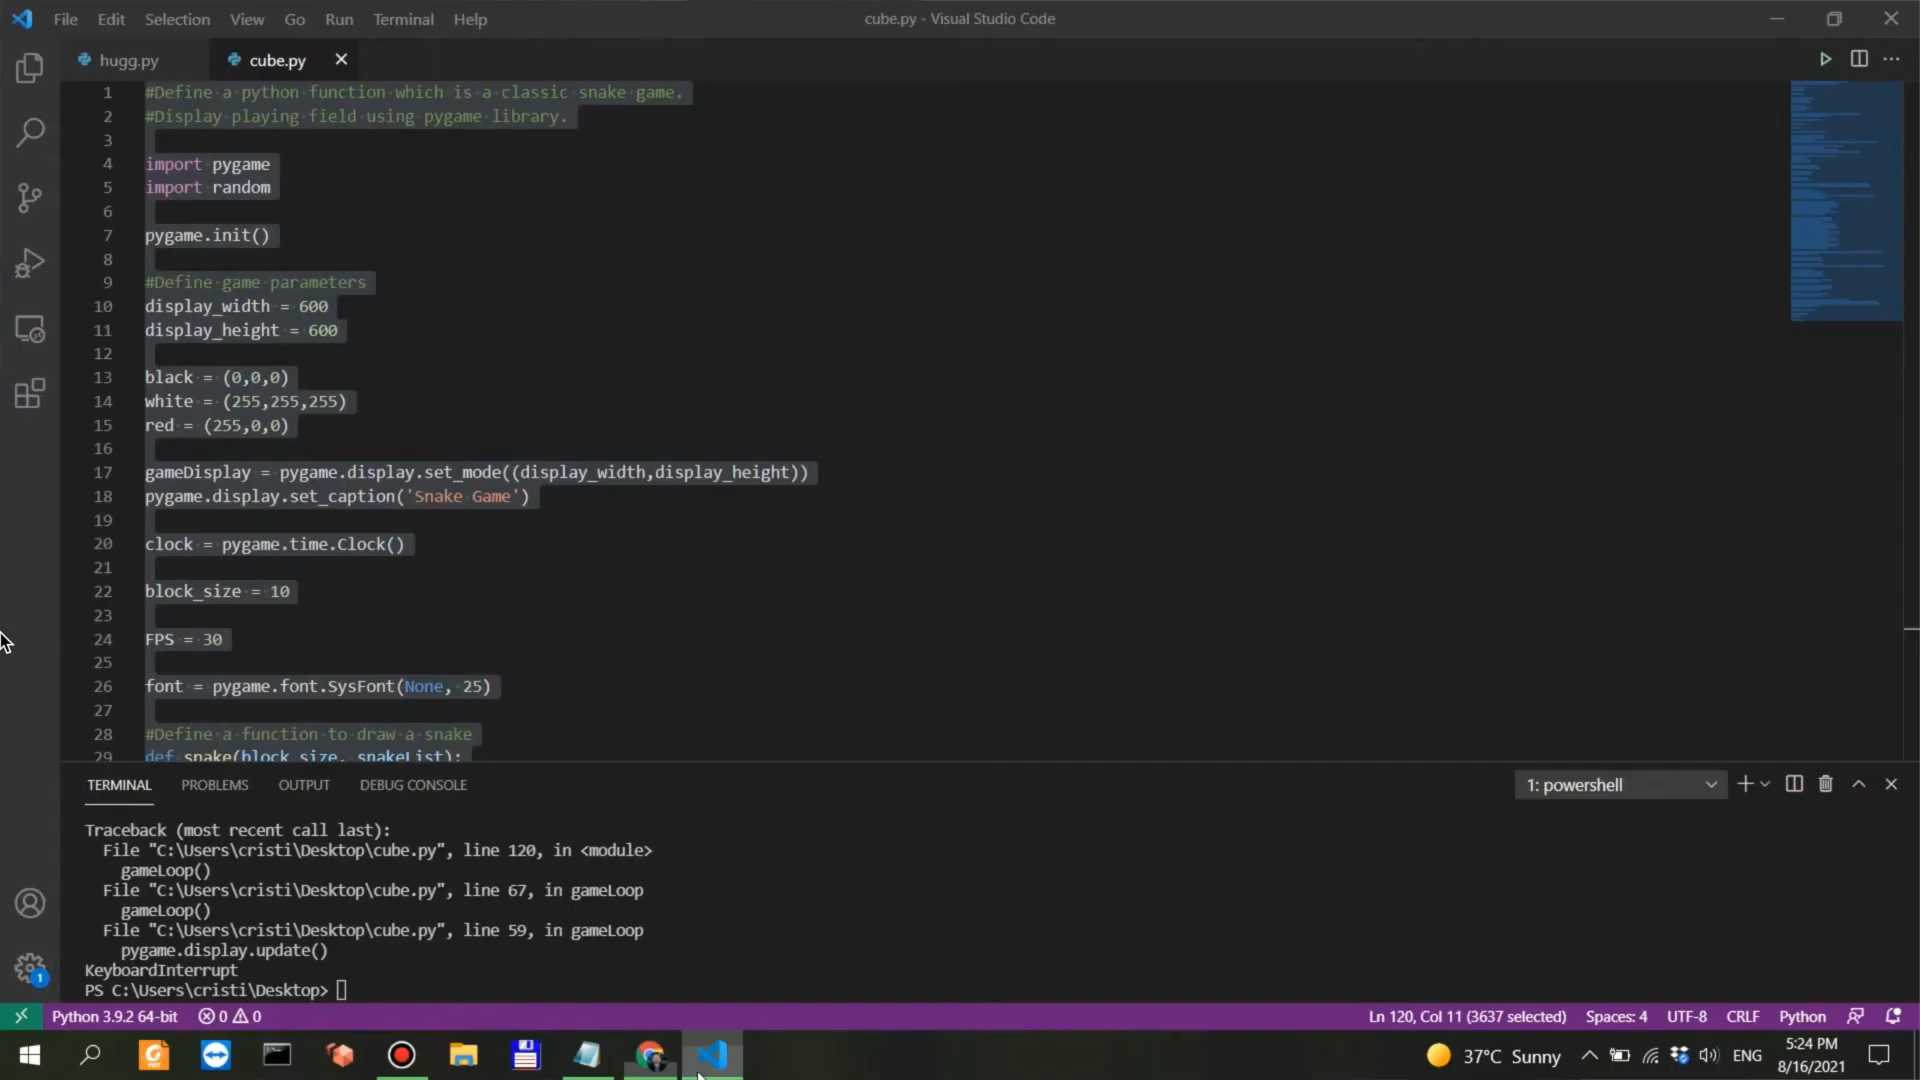 File Edit Selection View Go Run Terminal Help cube.py - Visual Studio Code
hugg.py cube.py
1 #Define a python function which is a classic snake game.
2 #Display playing field using pygame library.
3
4 import pygame
5 import random
6
7 pygame.init()
8
9 #Define game parameters
10 display_width = 600
11 display_height = 600
12
13 black = (0,0,0)
14 white = (255,255,255)
15 red = (255,0,0)
16
17 gameDisplay = pygame.display.set_mode((display_width,display_height))
18 pygame.display.set_caption('Snake Game')
19
20 clock = pygame.time.Clock()
21
22 block_size = 10
23
24 FPS = 30
25
26 font = pygame.font.SysFont(None, 25)
27
28 #Define a function to draw a snake
29 def snake(block_size, snakeList):
TERMINAL PROBLEMS OUTPUT DEBUG CONSOLE 1: powershell
Traceback (most recent call last):
File "C:\Users\cristi\Desktop\cube.py", line 120, in <module>
gameLoop()
File "C:\Users\cristi\Desktop\cube.py", line 67, in gameLoop
gameLoop()
File "C:\Users\cristi\Desktop\cube.py", line 59, in gameLoop
pygame.display.update()
KeyboardInterrupt
PS C:\Users\cristi\Desktop>
1
Python 3.9.2 64-bit 0 0 Ln 120, Col 11 (3637 selected) Spaces: 4 UTF-8 CRLF Python
37°C Sunny ENG 5:24 PM
8/16/2021